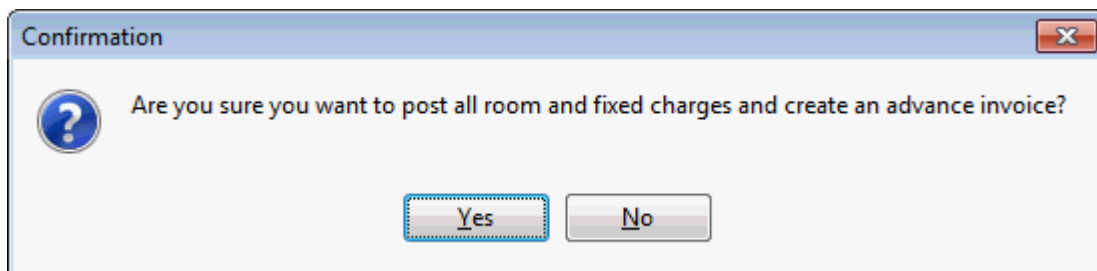 Confirmation
Are you sure you want to post all room and fixed charges and create an advance invoice?
Yes
No